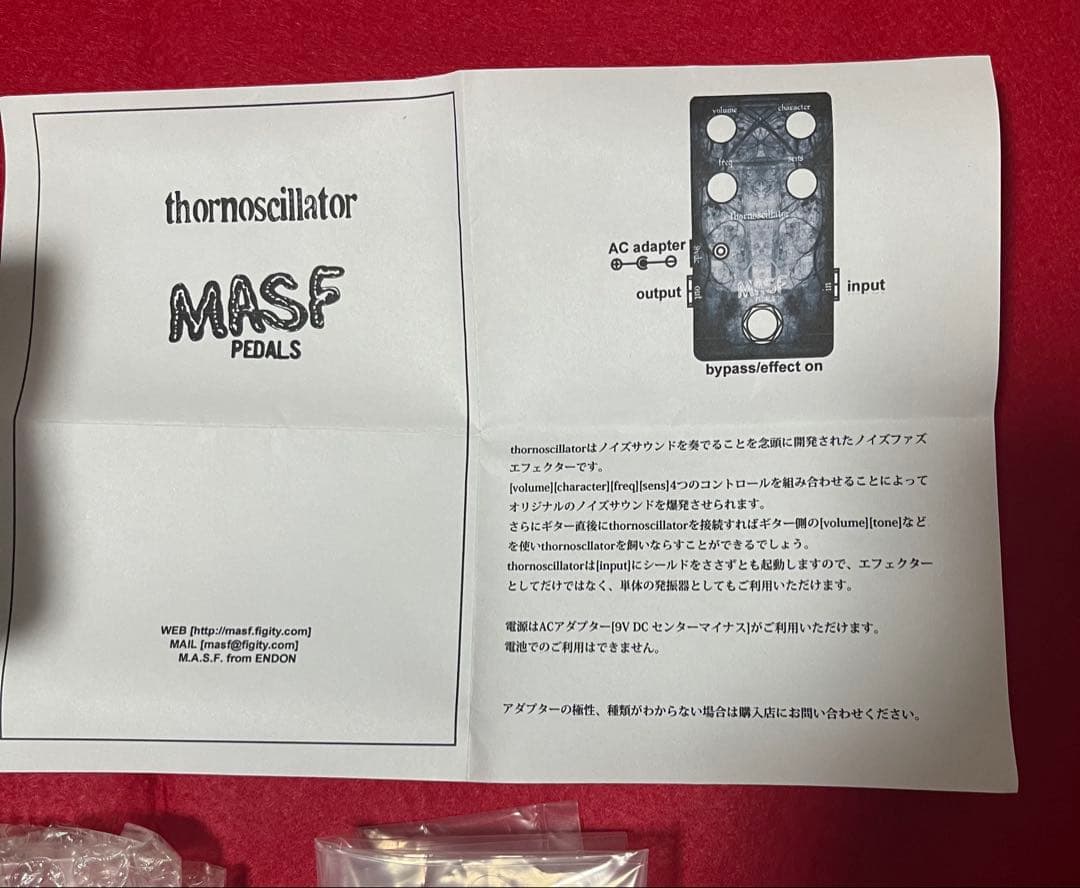 thornoscillator
MASF
PEDALS
WEB [http://masf.figity.com]
MAIL [masf@figity.com]
M.A.S.F. from ENDON
volume
character
freq
sens
thornoscillator
AC adapter
9vdc
output
out
MASF
in
input
bypass/effect on
thornoscillatorはノイズサウンドを奏でることを念頭に開発されたノイズファズ
エフェクターです。
[volume][character][freq][sens]4つのコントロールを組み合わせることによって
オリジナルのノイズサウンドを爆発させられます。
さらにギター直後にthornoscillatorを接続すればギター側の[volume][tone]など
を使いthornoscllatorを飼いならすことができるでしょう。
thornoscillatorは[input]にシールドをささずとも起動しますので、エフェクター
としてだけではなく、単体の発振器としてもご利用いただけます。
電源はACアダプター[9V DC センターマイナス]がご利用いただけます。
電池でのご利用はできません。
アダプターの極性、種類がわからない場合は購入店にお問い合わせください。